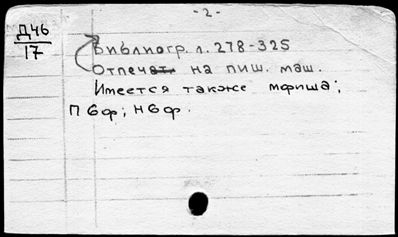 - 2 -
Д46
17
Библиогр. л. 278-325
Отпечат на пиш. маш.
Имеется также мфиша;
П6ф; Н6ф.